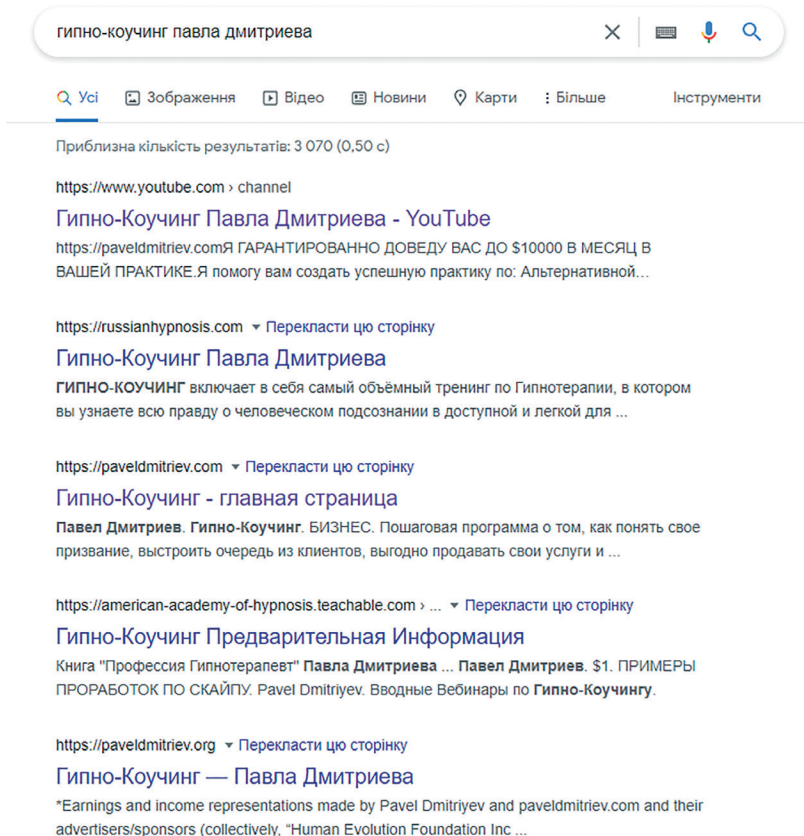 гипно-коучинг павла дмитриева
Усі Зображення Відео Новини Карти Більше Інструменти
Приблизна кількість результатів: 3 070 (0,50 с)
https://www.youtube.com › channel
Гипно-Коучинг Павла Дмитриева - YouTube
https://paveldmitriev.comЯ ГАРАНТИРОВАННО ДОВЕДУ ВАС ДО $10000 В МЕСЯЦ В
ВАШЕЙ ПРАКТИКЕ.Я помогу вам создать успешную практику по: Альтернативной...
https://russianhypnosis.com Перекласти цю сторінку
Гипно-Коучинг Павла Дмитриева
ГИПНО-КОУЧИНГ включает в себя самый объёмный тренинг по Гипнотерапии, в котором
вы узнаете всю правду о человеческом подсознании в доступной и легкой для ...
https://paveldmitriev.com Перекласти цю сторінку
Гипно-Коучинг - главная страница
Павел Дмитриев. Гипно-Коучинг. БИЗНЕС. Пошаговая программа о том, как понять свое
призвание, выстроить очередь из клиентов, выгодно продавать свои услуги и ...
https://american-academy-of-hypnosis.teachable.com › ... Перекласти цю сторінку
Гипно-Коучинг Предварительная Информация
Книга "Профессия Гипнотерапевт" Павла Дмитриева ... Павел Дмитриев. $1. ПРИМЕРЫ
ПРОРАБОТОК ПО СКАЙПУ. Pavel Dmitriyev. Вводные Вебинары по Гипно-Коучингу.
https://paveldmitriev.org Перекласти цю сторінку
Гипно-Коучинг — Павла Дмитриева
*Earnings and income representations made by Pavel Dmitriyev and paveldmitriev.com and their
advertisers/sponsors (collectively, “Human Evolution Foundation Inc ...